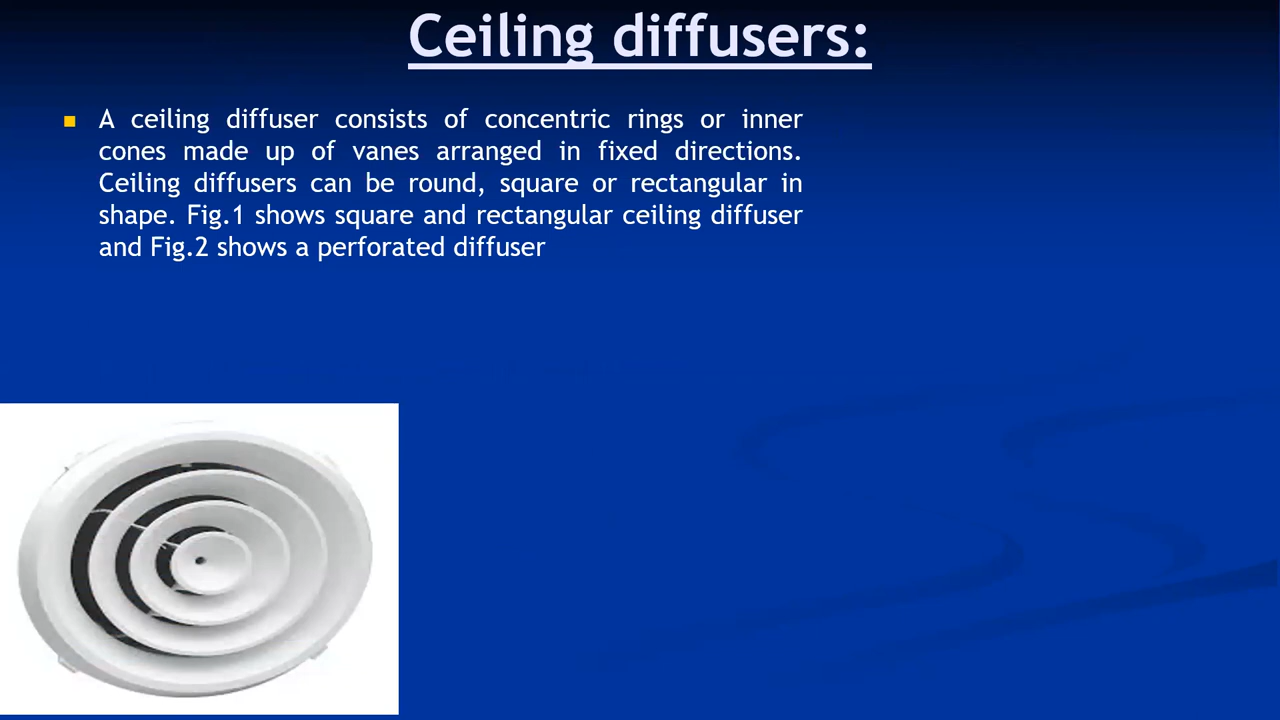 Ceiling diffusers:
A ceiling diffuser consists of concentric rings or inner
cones made up of vanes arranged in fixed directions.
Ceiling diffusers can be round, square or rectangular in
shape. Fig.1 shows square and rectangular ceiling diffuser
and Fig.2 shows a perforated diffuser